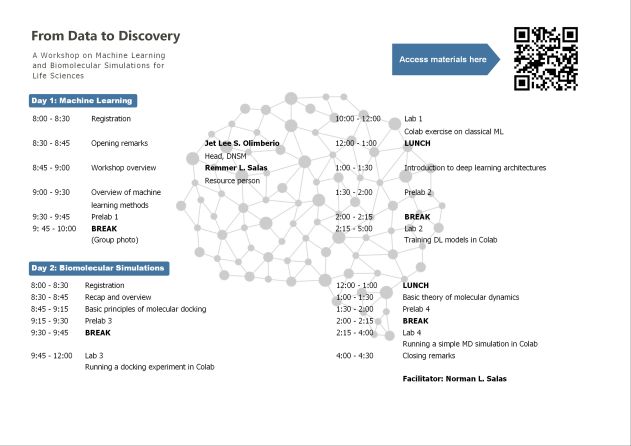 From Data to Discovery
A Workshop on Machine Learning
and Biomolecular Simulations for
Life Sciences
Access materials here
Day 1: Machine Learning
8:00 - 8:30 Registration
8:30 - 8:45 Opening remarks Jet Lee S. Olimberio
Head, DNSM
8:45 - 9:00 Workshop overview Remmer L. Salas
Resource person
9:00 - 9:30 Overview of machine
learning methods
9:30 - 9:45 Prelab 1
9: 45 - 10:00 BREAK
(Group photo)
10:00 - 12:00 Lab 1
Colab exercise on classical ML
12:00 - 1:00 LUNCH
1:00 - 1:30 Introduction to deep learning architectures
1:30 - 2:00 Prelab 2
2:00 - 2:15 BREAK
2:15 - 5:00 Lab 2
Training DL models in Colab
Day 2: Biomolecular Simulations
8:00 - 8:30 Registration
8:30 - 8:45 Recap and overview
8:45 - 9:15 Basic principles of molecular docking
9:15 - 9:30 Prelab 3
9:30 - 9:45 BREAK
9:45 - 12:00 Lab 3
Running a docking experiment in Colab
12:00 - 1:00 LUNCH
1:00 - 1:30 Basic theory of molecular dynamics
1:30 - 2:00 Prelab 4
2:00 - 2:15 BREAK
2:15 - 4:00 Lab 4
Running a simple MD simulation in Colab
4:00 - 4:30 Closing remarks
Facilitator: Norman L. Salas